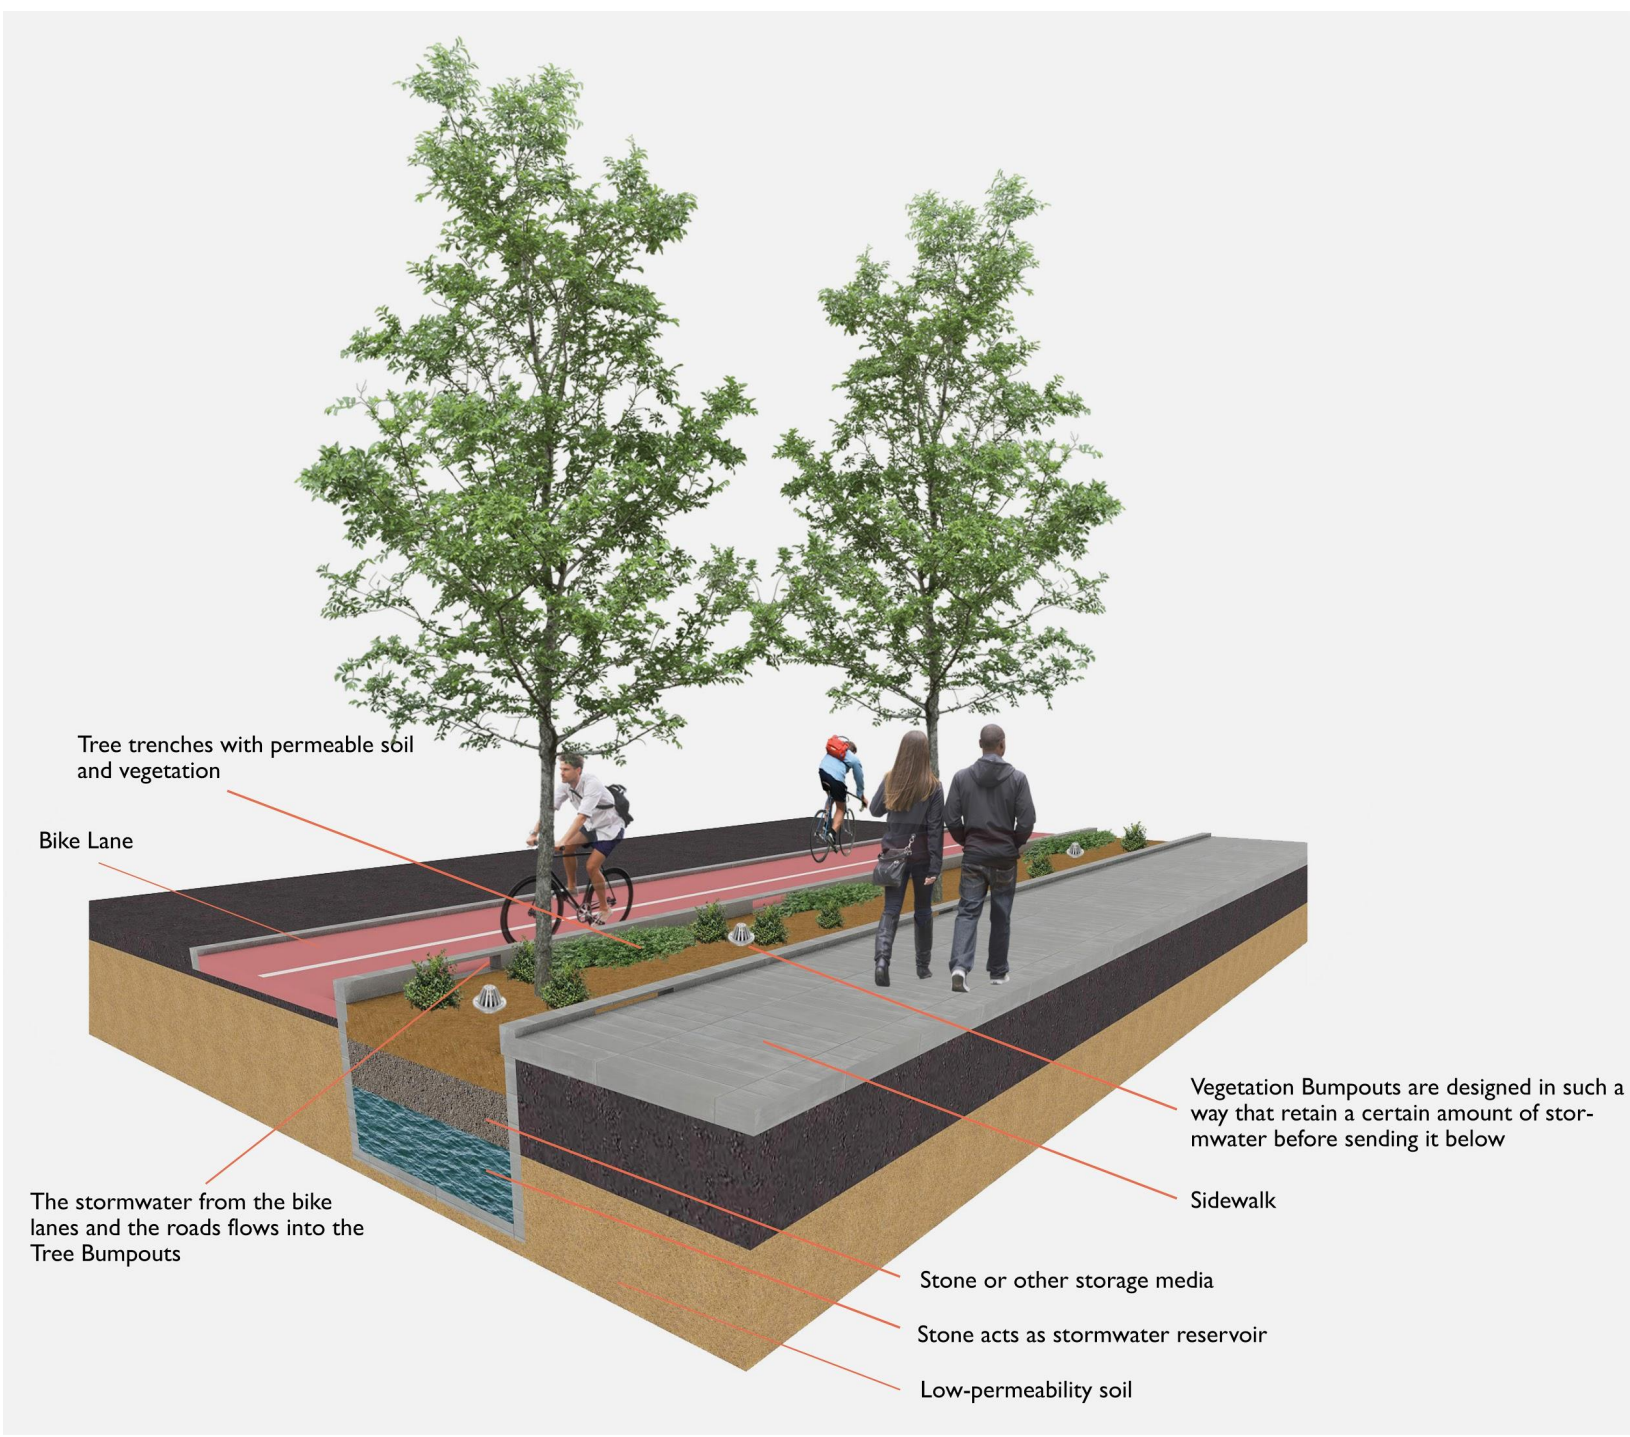 Tree trenches with permeable soil
and vegetation
Bike Lane
The stormwater from the bike
lanes and the roads flows into the
Tree Bumpouts
Vegetation Bumpouts are designed in such a
way that retain a certain amount of stor-
mwater before sending it below
Sidewalk
Stone or other storage media
Stone acts as stormwater reservoir
Low-permeability soil